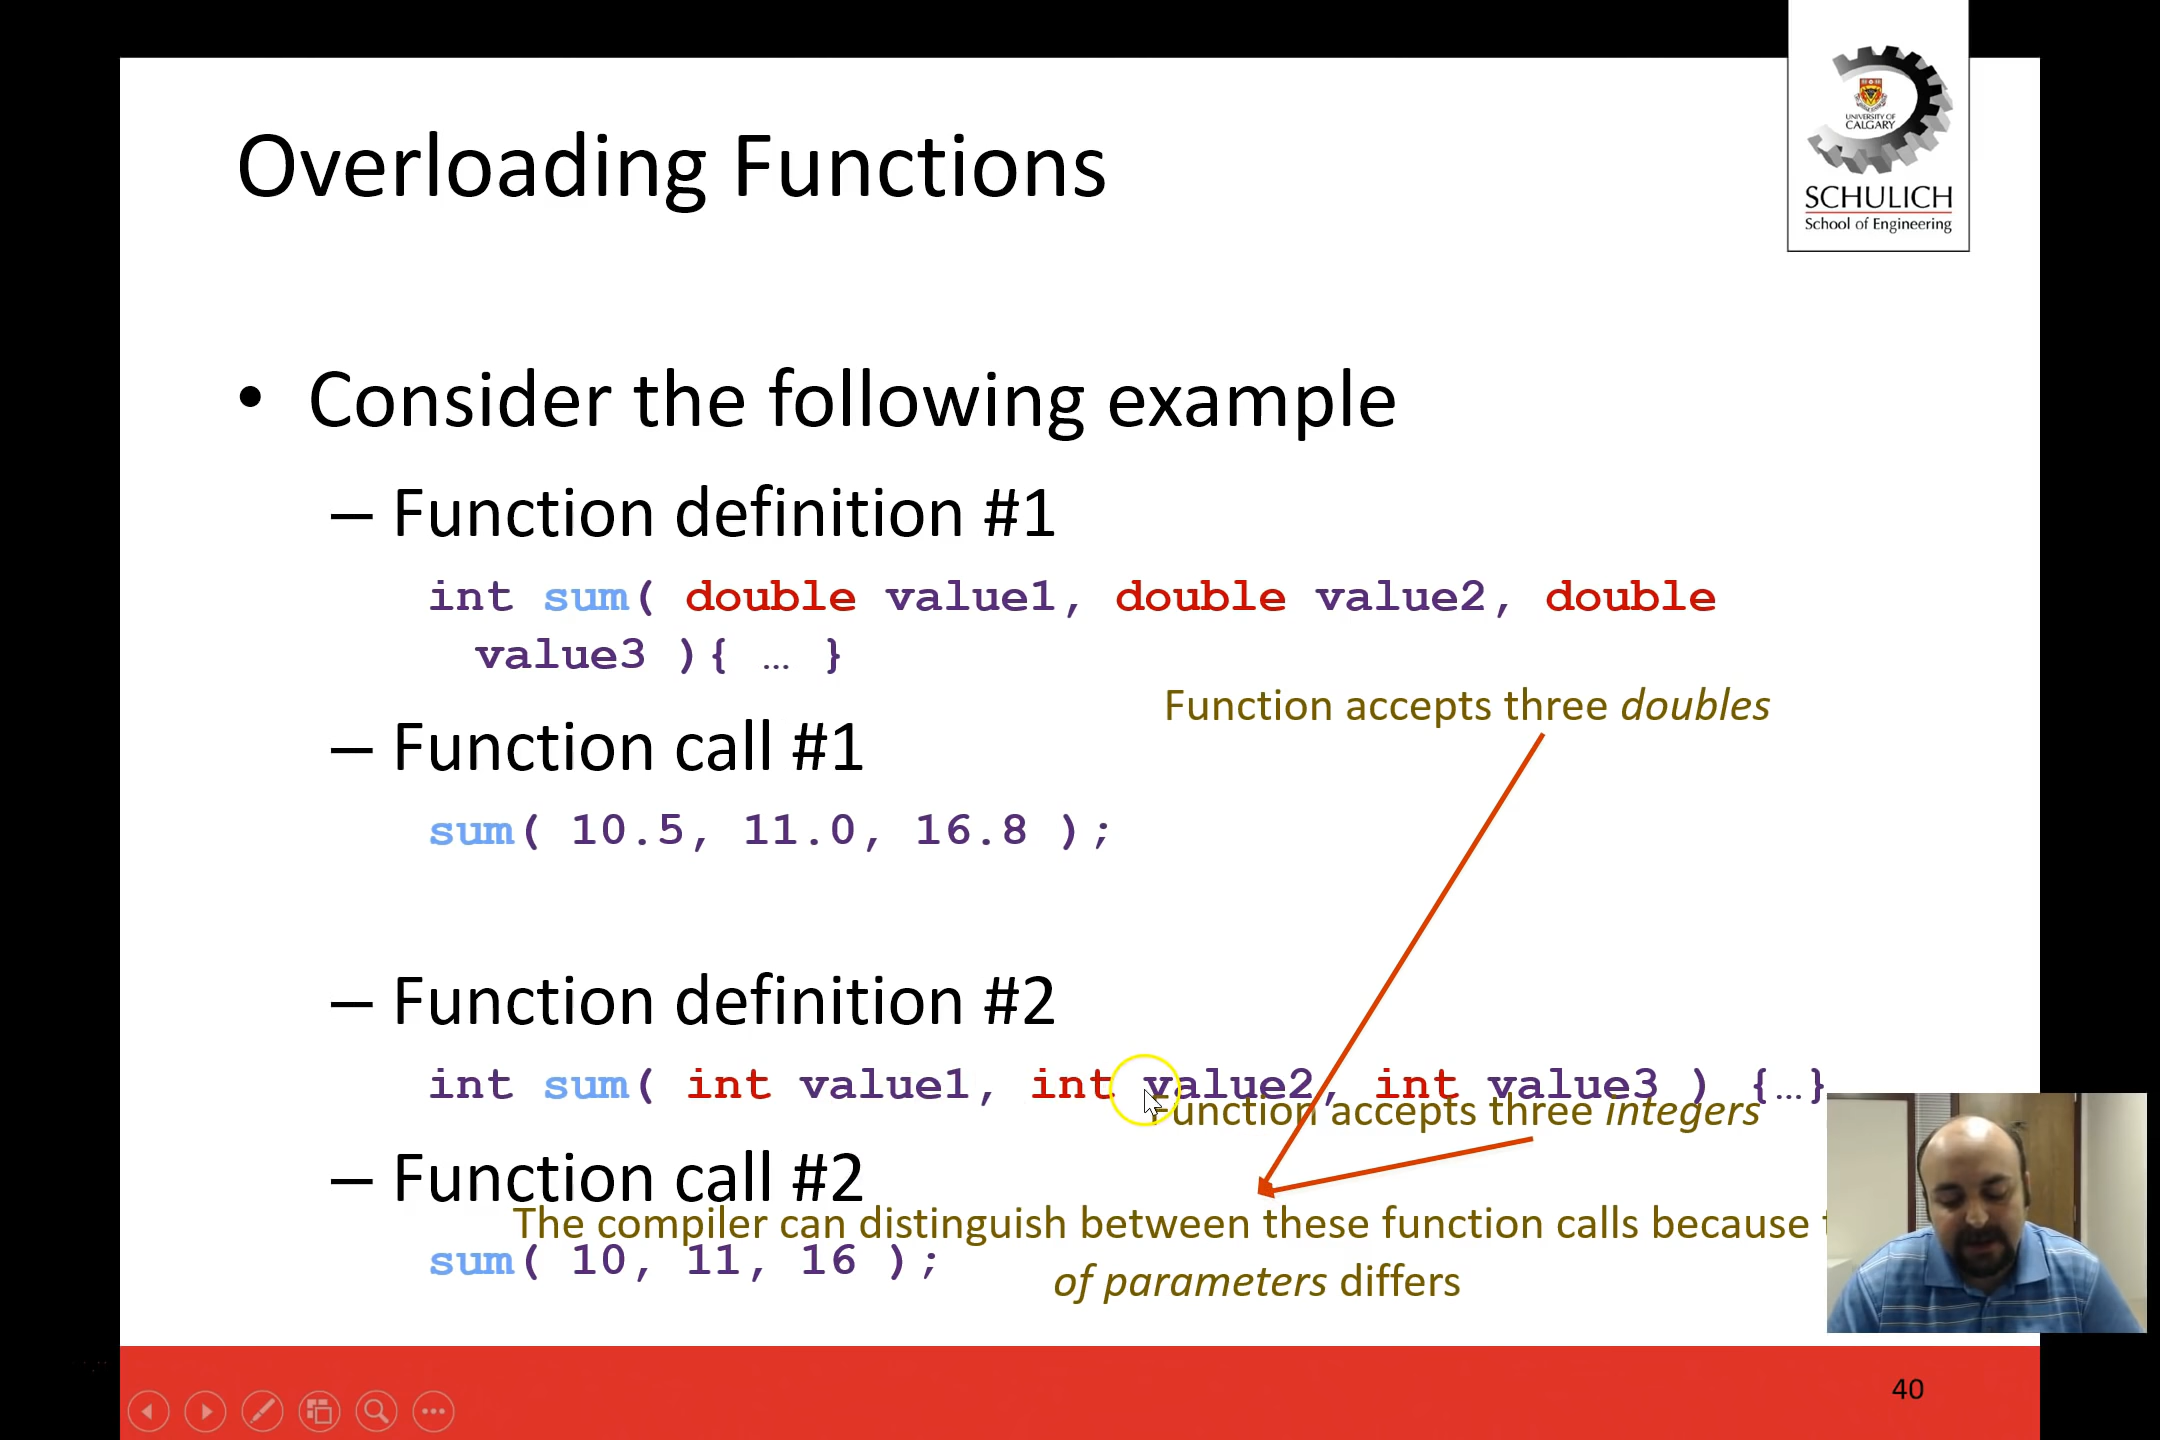 UNIVERSITY OF
CALGARY
SCHULICH
School of Engineering
Overloading Functions
• Consider the following example
– Function definition #1
int sum( double value1, double value2, double
value3 ){ … }
Function accepts three doubles
– Function call #1
sum( 10.5, 11.0, 16.8 );
– Function definition #2
int sum( int value1, int value2, int value3 ) {…}
Function accepts three integers
– Function call #2
The compiler can distinguish between these function calls because
sum( 10, 11, 16 );
of parameters differs
40